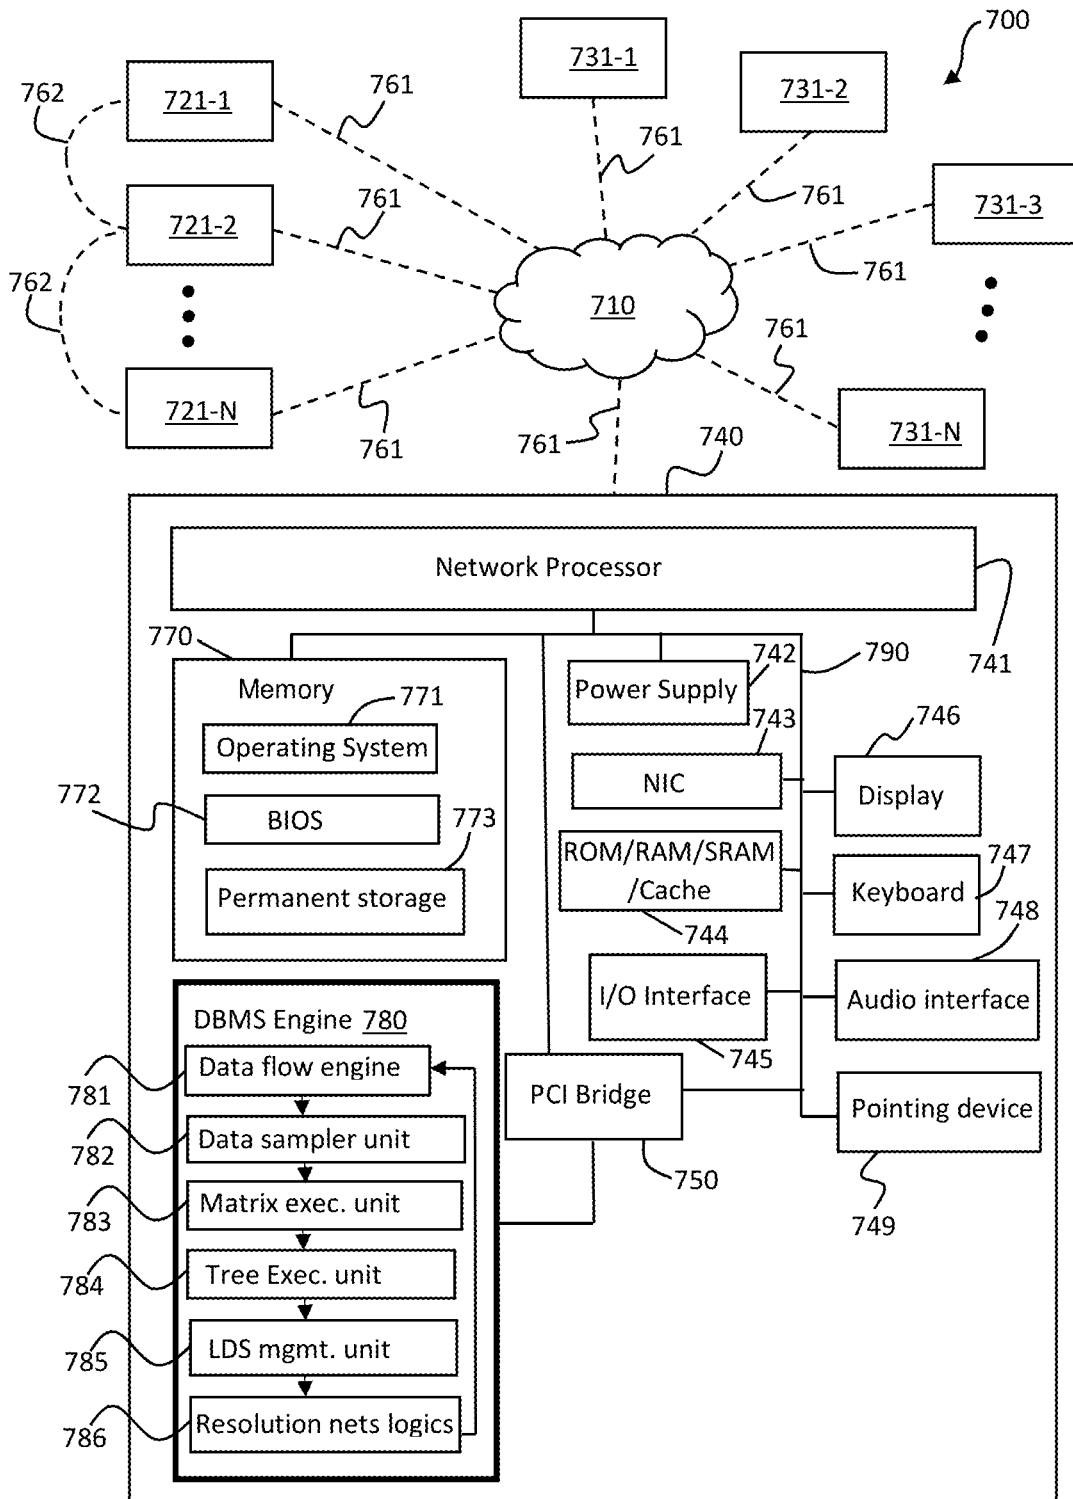 700
731-1
762
721-1
761
731-2
761
761
721-2
761
731-3
762
710
761
761
721-N
761
761
731-N
740
Network Processor
770
742
790
741
Memory
Power Supply
771
743
746
Operating System
NIC
Display
772
BIOS
773
ROM/RAM/SRAM
/Cache
747
Keyboard
Permanent storage
744
748
I/O Interface
Audio interface
DBMS Engine 780
745
Data flow engine
781
PCI Bridge
Pointing device
Data sampler unit
782
750
Matrix exec. unit
783
749
Tree Exec. unit
784
LDS mgmt. unit
785
Resolution nets logics
786